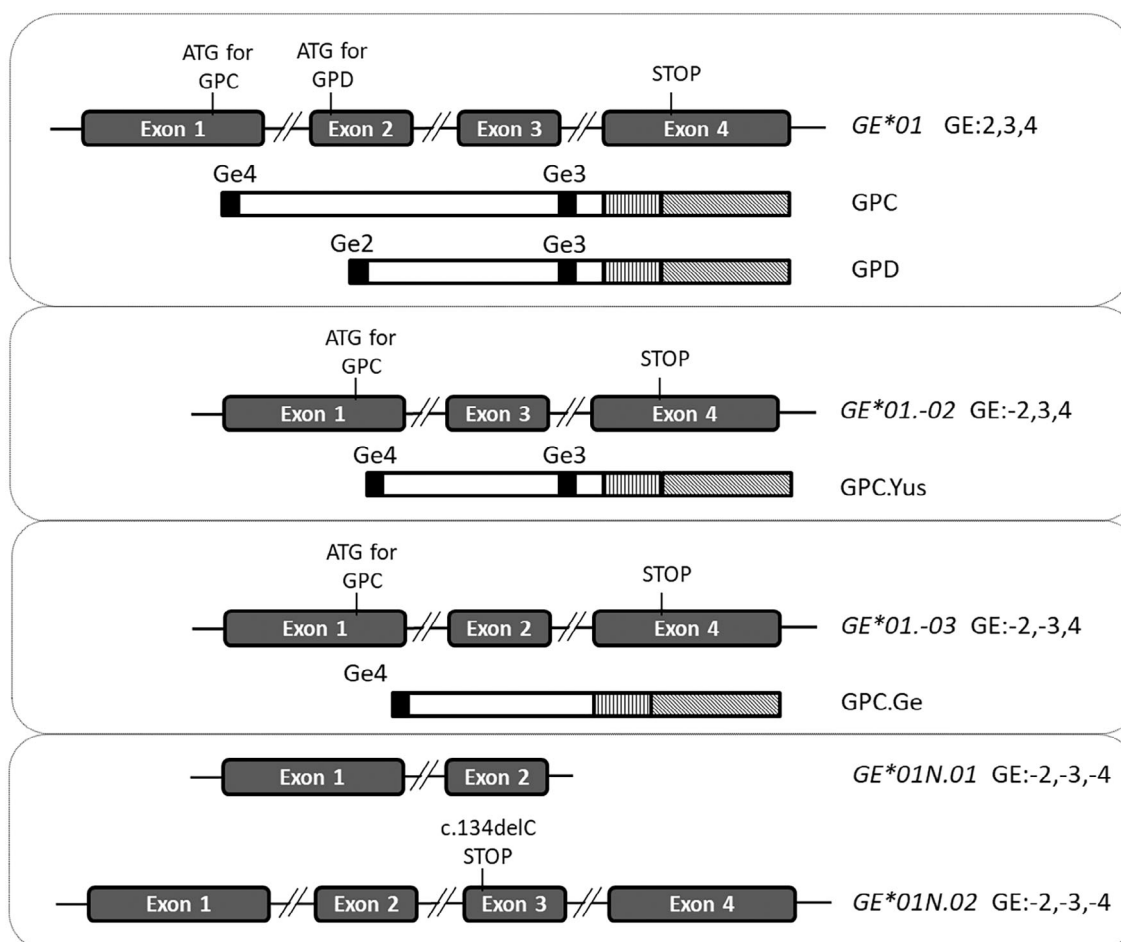 ATG for
GPC
ATG for
GPD
STOP
Exon 1
Exon 2
Exon 3
Exon 4
GE*01 GE:2,3,4
Ge4
Ge3
GPC
Ge2
Ge3
GPD
ATG for
GPC
STOP
Exon 1
Exon 3
Exon 4
GE*01.-02 GE:-2,3,4
Ge4
Ge3
GPC.Yus
ATG for
GPC
STOP
Exon 1
Exon 2
Exon 4
GE*01.-03 GE:-2,-3,4
Ge4
GPC.Ge
Exon 1
Exon 2
GE*01N.01 GE:-2,-3,-4
c.134delC
STOP
Exon 1
Exon 2
Exon 3
Exon 4
GE*01N.02 GE:-2,-3,-4